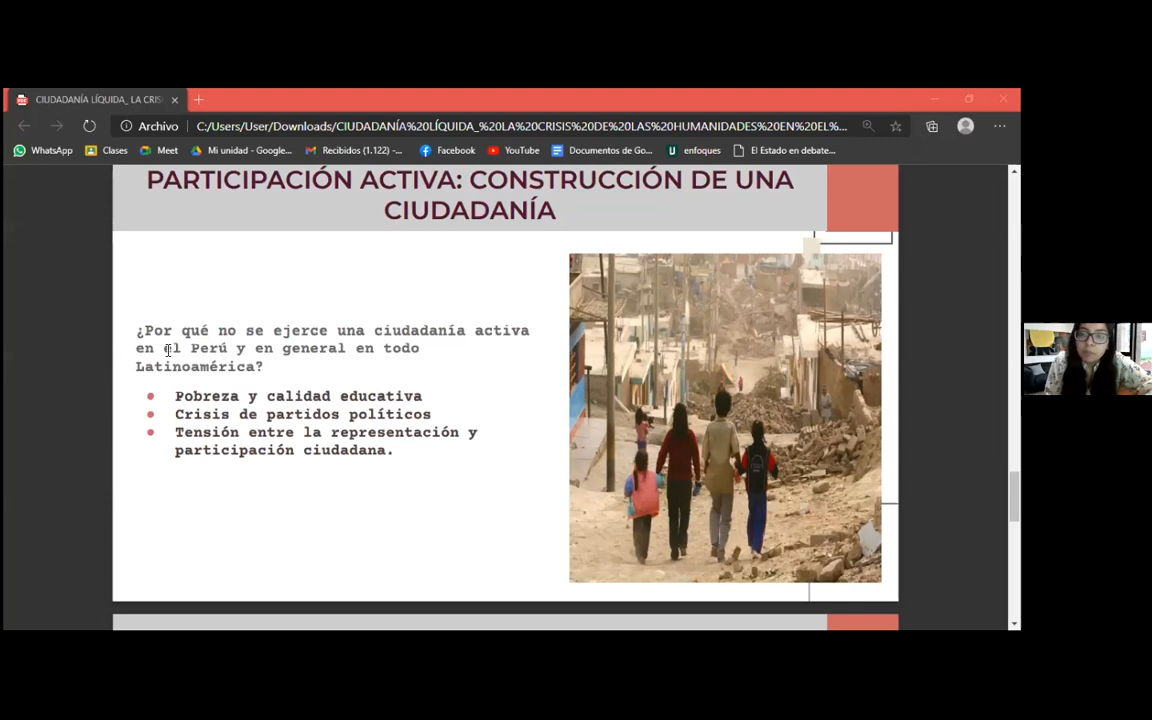 CIUDADANÍA LÍQUIDA_ LA CRIS
Archivo
C:/Users/User/Downloads/CIUDADANÍA%20LÍQUIDA_%20LA%20CRISIS%20DE%20LAS%20HUMANIDADES%20EN%20EL%...
WhatsApp
Clases
Meet
Mi unidad - Google...
Recibidos (1.122) -...
Facebook
YouTube
Documentos de Go...
enfoques
El Estado en debate...
PARTICIPACIÓN ACTIVA: CONSTRUCCIÓN DE UNA
CIUDADANÍA
¿Por qué no se ejerce una ciudadanía activa
en el Perú y en general en todo
Latinoamérica?
Pobreza y calidad educativa
Crisis de partidos políticos
Tensión entre la representación y
participación ciudadana.